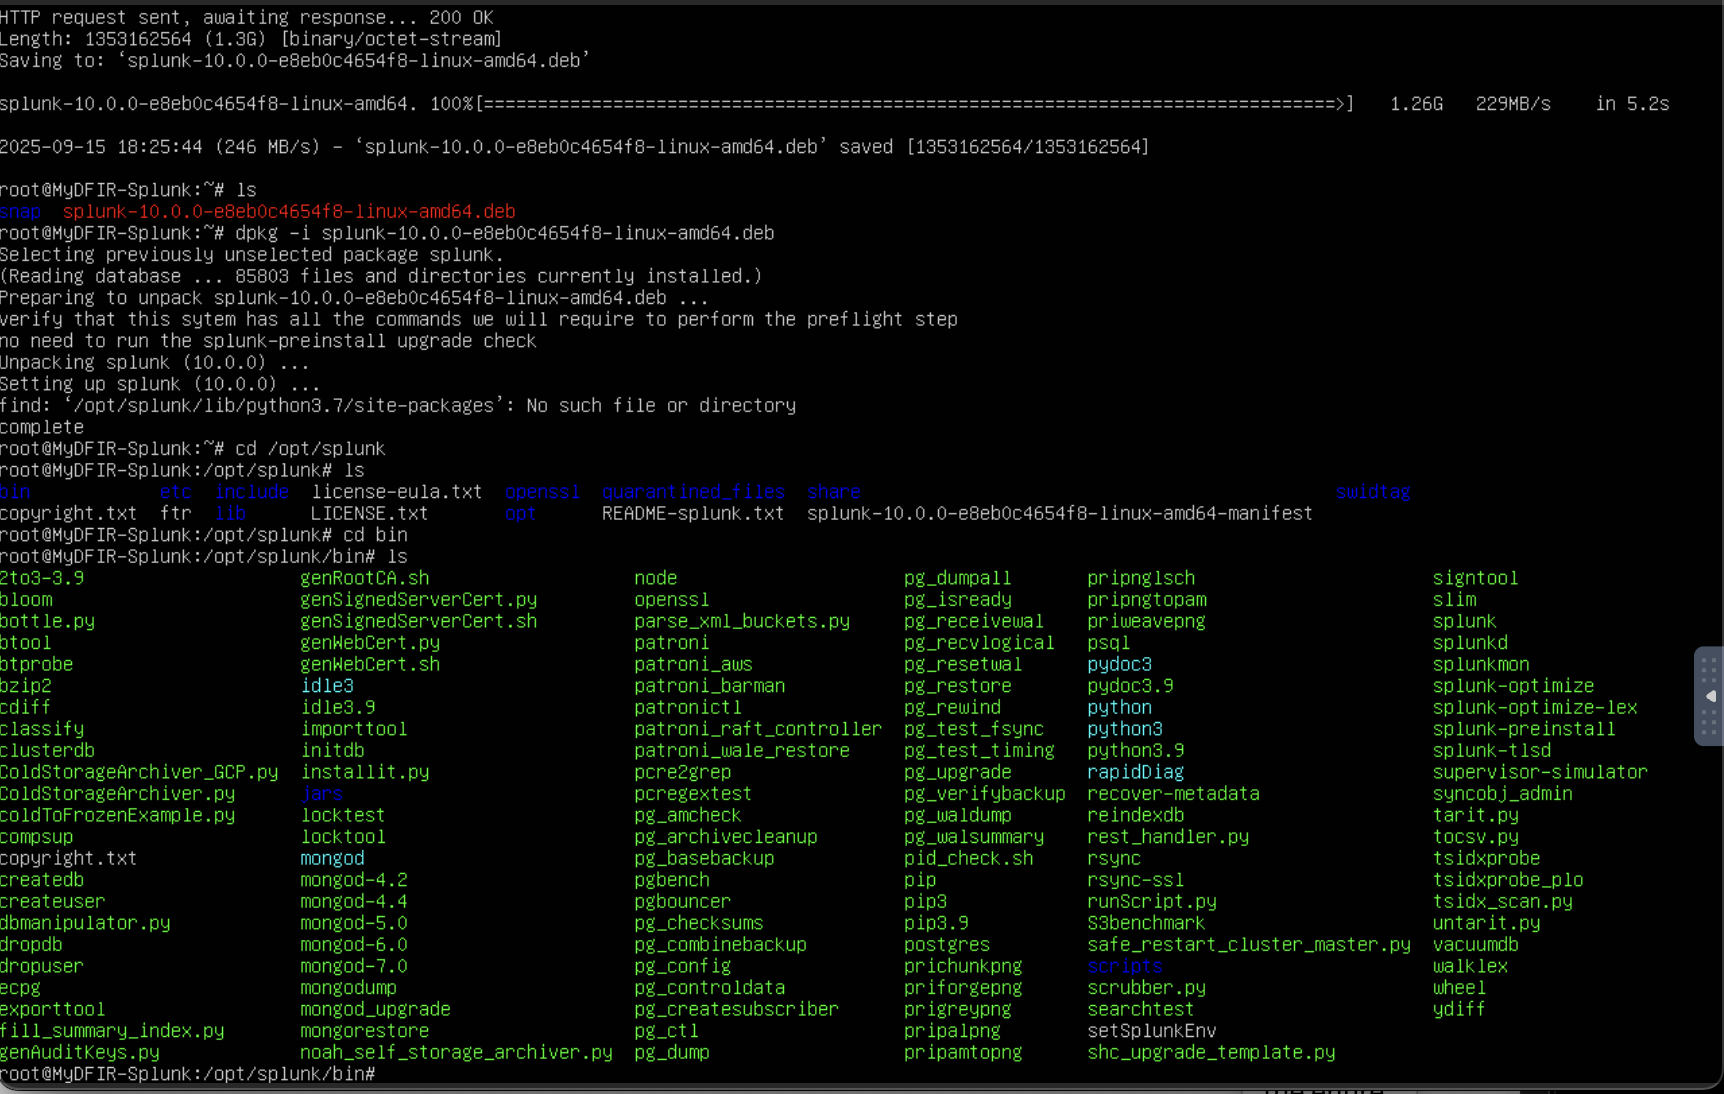 HTTP request sent, awaiting response... 200 OK
Length: 1353162564 (1.3G) [binary/octet-stream]
Saving to: ‘splunk-10.0.0-e8eb0c4654f8-linux-amd64.deb’
splunk-10.0.0-e8eb0c4654f8-linux-amd64. 100%[===============================================================================>]   1.26G   229MB/s    in 5.2s
2025-09-15 18:25:44 (246 MB/s) - ‘splunk-10.0.0-e8eb0c4654f8-linux-amd64.deb’ saved [1353162564/1353162564]
root@MyDFIR-Splunk:~# ls
snap  splunk-10.0.0-e8eb0c4654f8-linux-amd64.deb
root@MyDFIR-Splunk:~# dpkg -i splunk-10.0.0-e8eb0c4654f8-linux-amd64.deb
Selecting previously unselected package splunk.
(Reading database ... 85803 files and directories currently installed.)
Preparing to unpack splunk-10.0.0-e8eb0c4654f8-linux-amd64.deb ...
verify that this sytem has all the commands we will require to perform the preflight step
no need to run the splunk-preinstall upgrade check
Unpacking splunk (10.0.0) ...
Setting up splunk (10.0.0) ...
find: ‘/opt/splunk/lib/python3.7/site-packages’: No such file or directory
complete
root@MyDFIR-Splunk:~# cd /opt/splunk
root@MyDFIR-Splunk:/opt/splunk# ls
bin  etc  include  license-eula.txt  openssl  quarantined_files  share  swidtag
copyright.txt  ftr  lib  LICENSE.txt  opt  README-splunk.txt  splunk-10.0.0-e8eb0c4654f8-linux-amd64-manifest
root@MyDFIR-Splunk:/opt/splunk# cd bin
root@MyDFIR-Splunk:/opt/splunk/bin# ls
2to3-3.9  genRootCA.sh  node  pg_dumpall  pripnglsch  signtool
bloom  genSignedServerCert.py  openssl  pg_isready  pripngtopam  slim
bottle.py  genSignedServerCert.sh  parse_xml_buckets.py  pg_receivewal  priweavepng  splunk
btool  genWebCert.py  patroni  pg_recvlogical  psql  splunkd
btprobe  genWebCert.sh  patroni_aws  pg_resetwal  pydoc3  splunkmon
bzip2  idle3  patroni_barman  pg_restore  pydoc3.9  splunk-optimize
cdiff  idle3.9  patronictl  pg_rewind  python  splunk-optimize-lex
classify  importtool  patroni_raft_controller  pg_test_fsync  python3  splunk-preinstall
clusterdb  initdb  patroni_wale_restore  pg_test_timing  python3.9  splunk-tlsd
ColdStorageArchiver_GCP.py  installit.py  pcre2grep  pg_upgrade  rapidDiag  supervisor-simulator
ColdStorageArchiver.py  jars  pcregextest  pg_verifybackup  recover-metadata  syncobj_admin
coldToFrozenExample.py  locktest  pg_amcheck  pg_waldump  reindexdb  tarit.py
compsup  locktool  pg_archivecleanup  pg_walsummary  rest_handler.py  tocsv.py
copyright.txt  mongod  pg_basebackup  pid_check.sh  rsync  tsidxprobe
createdb  mongod-4.2  pgbench  pip  rsync-ssl  tsidxprobe_plo
createuser  mongod-4.4  pgbouncer  pip3  runScript.py  tsidx_scan.py
dbmanipulator.py  mongod-5.0  pg_checksums  pip3.9  S3benchmark  untarit.py
dropdb  mongod-6.0  pg_combinebackup  postgres  safe_restart_cluster_master.py  vacuumdb
dropuser  mongod-7.0  pg_config  prichunkpng  scripts  walklex
ecpg  mongodump  pg_controldata  priforgepng  scrubber.py  wheel
exporttool  mongod_upgrade  pg_createsubscriber  prigreypng  searchtest  ydiff
fill_summary_index.py  mongorestore  pg_ctl  pripalpng  setSplunkEnv
genAuditKeys.py  noah_self_storage_archiver.py  pg_dump  pripamtopng  shc_upgrade_template.py
root@MyDFIR-Splunk:/opt/splunk/bin#